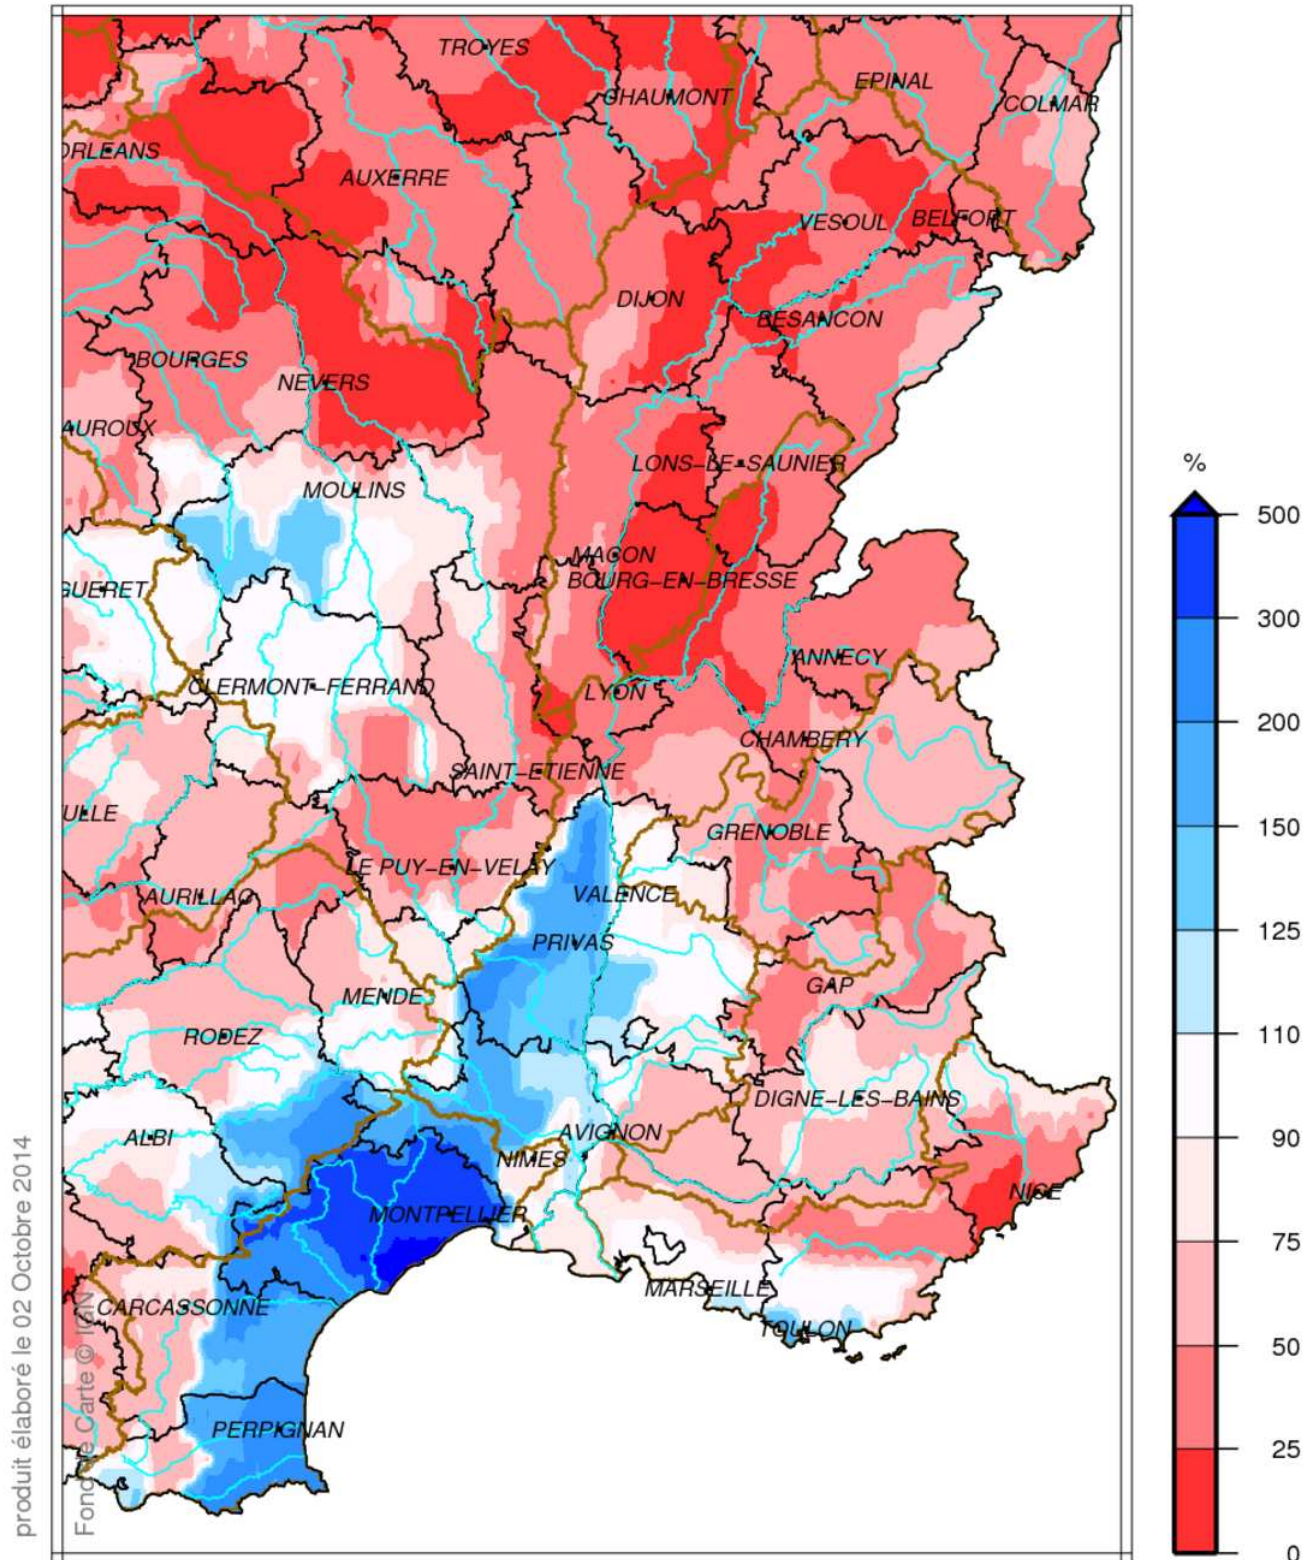 TROYES
EPINAL
CHAUMONT
COLMAR
ORLEANS
AUXERRE
VESOUL
BELFORT
DIJON
BESANCON
BOURGES
NEVERS
AUROUX
LONS-LE-SAUNIER
MOULINS
MACON
BOURG-EN-BRESSE
GUERET
ANNECY
CLERMONT-FERRAND
LYON
CHAMBERY
SAINT-ETIENNE
ULLE
GRENOBLE
LE PUY-EN-VELAY
AURILLAC
VALENCE
PRIVAS
GAP
MENDE
RODEZ
DIGNE-LES-BAINS
ALBI
AVIGNON
NIMES
NICE
MONTPELLIER
MARSEILLE
CARCASSONNE
TOULON
PERPIGNAN
%
500
300
200
150
125
110
90
75
50
25
0
produit élaboré le 02 Octobre 2014
Fond de Carte © IGN